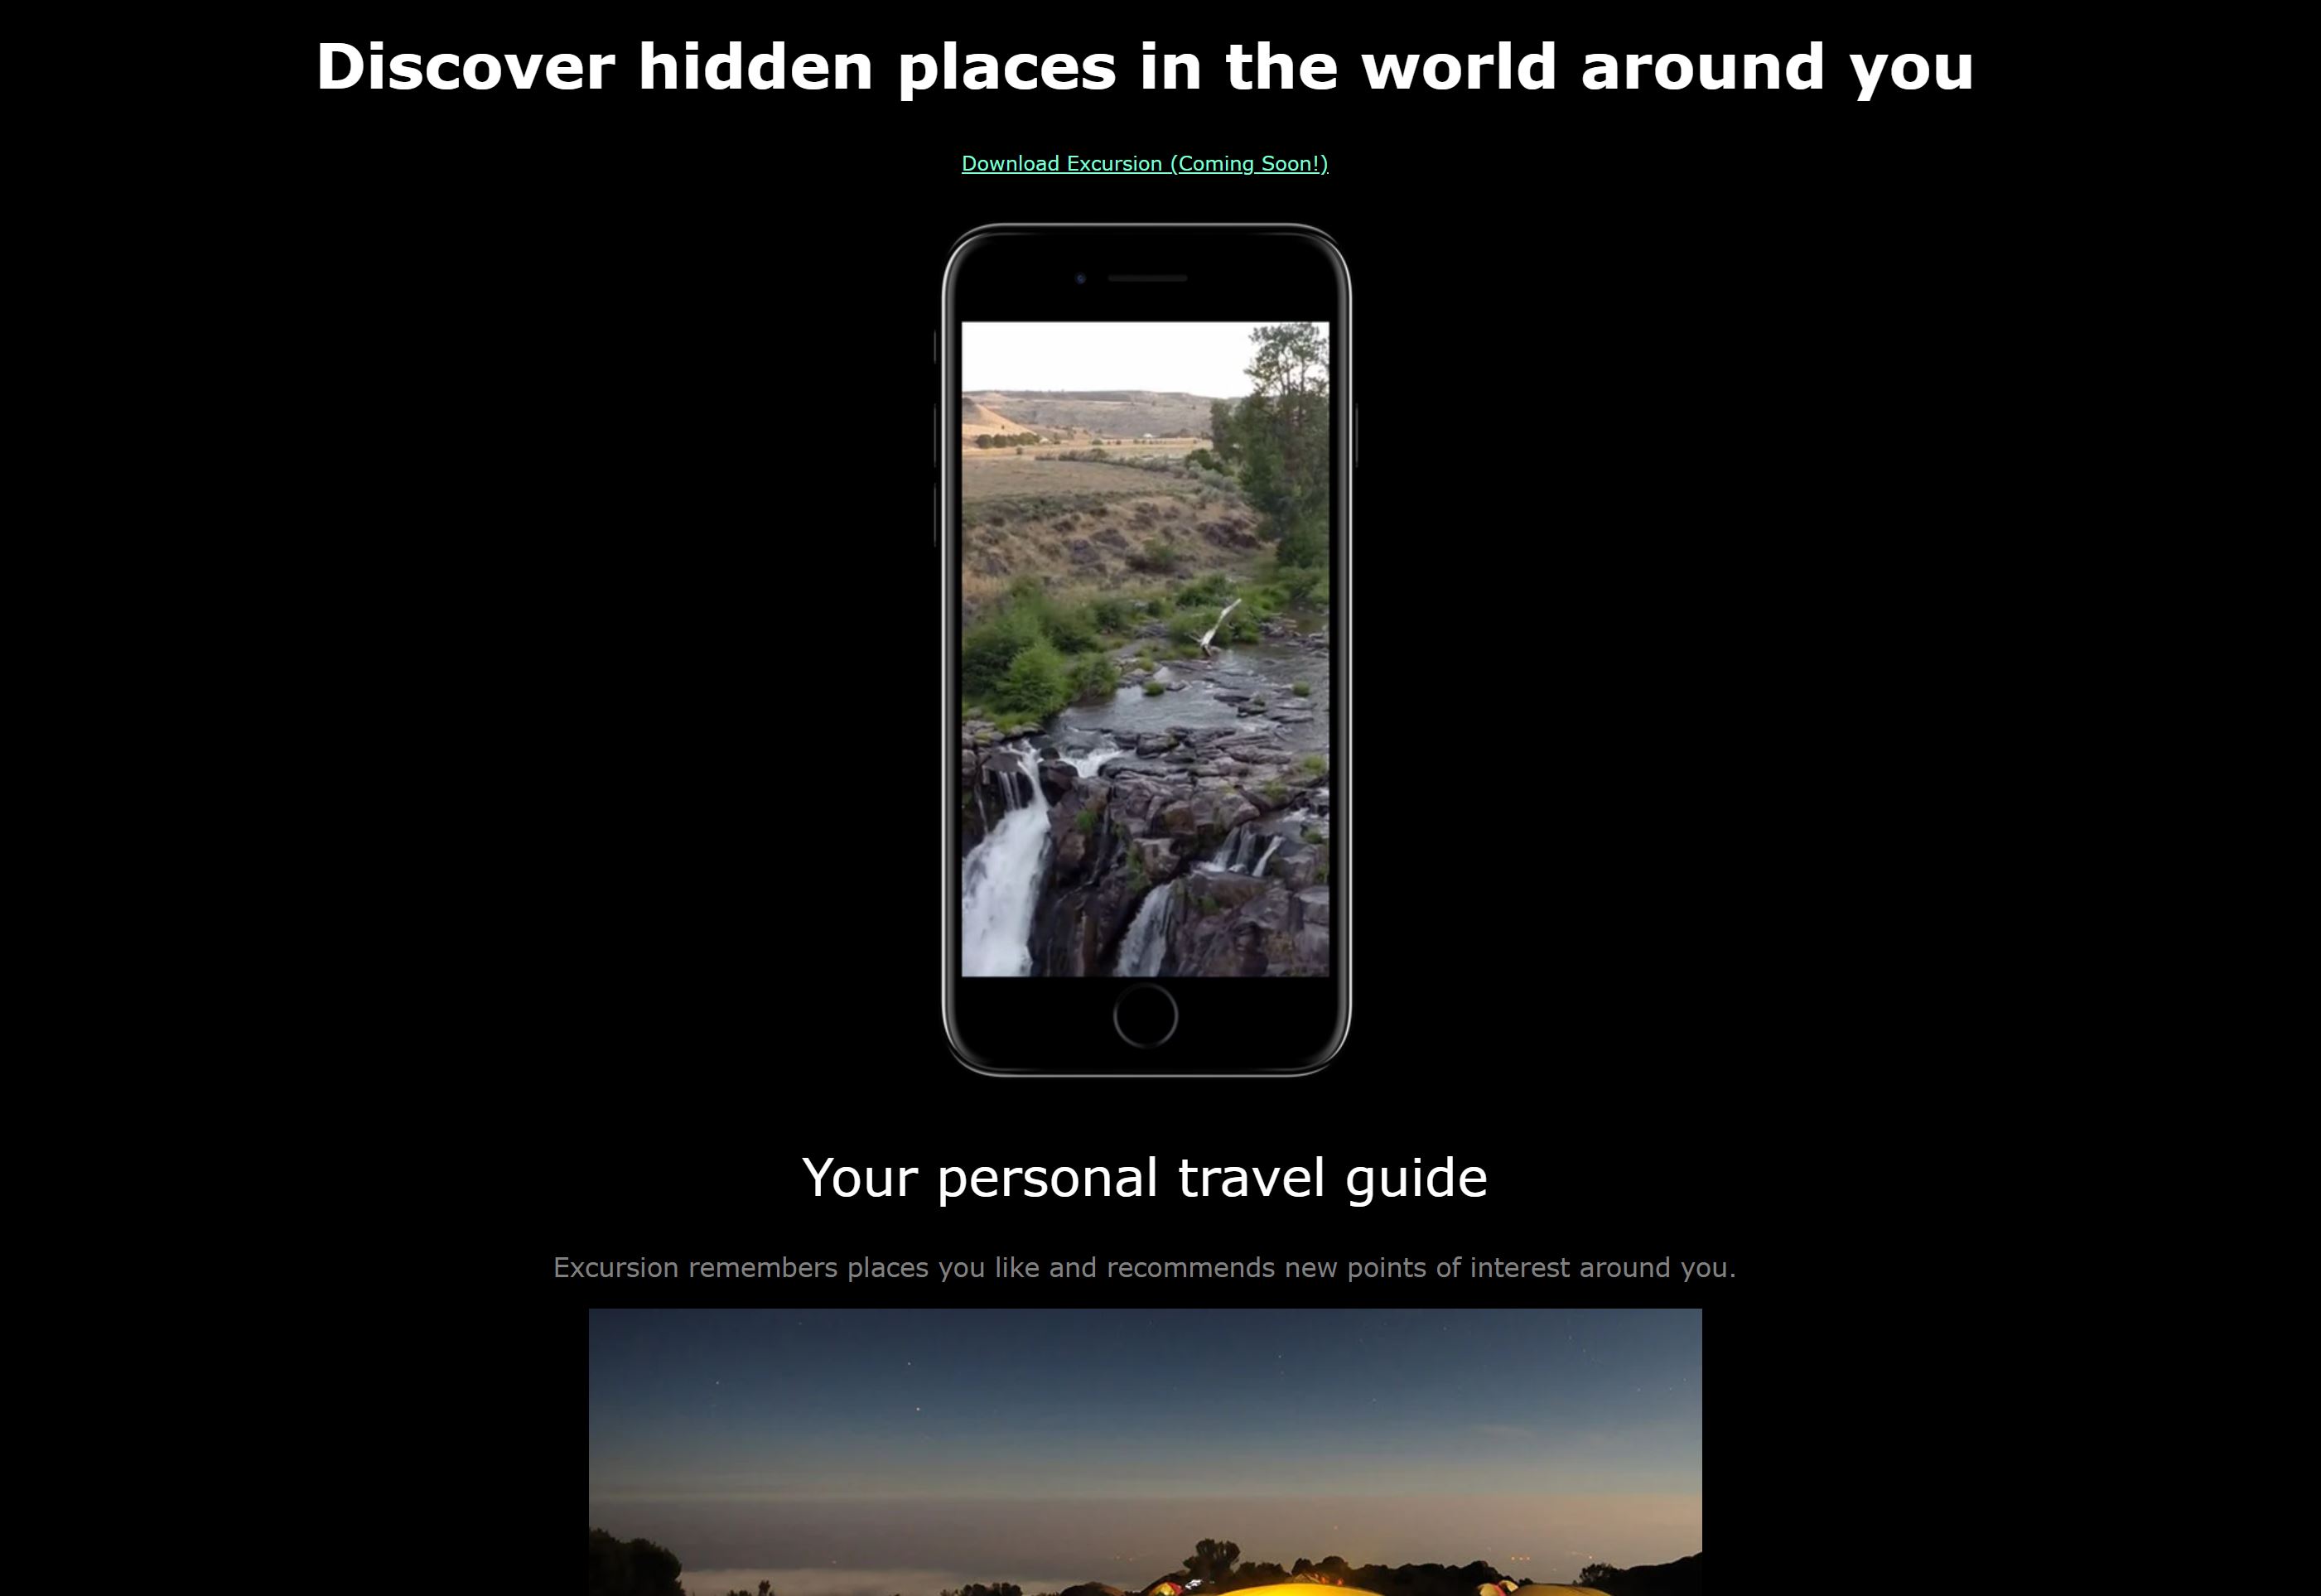 Discover hidden places in the world around you
Download Excursion (Coming Soon!)
Your personal travel guide
Excursion remembers places you like and recommends new points of interest around you.